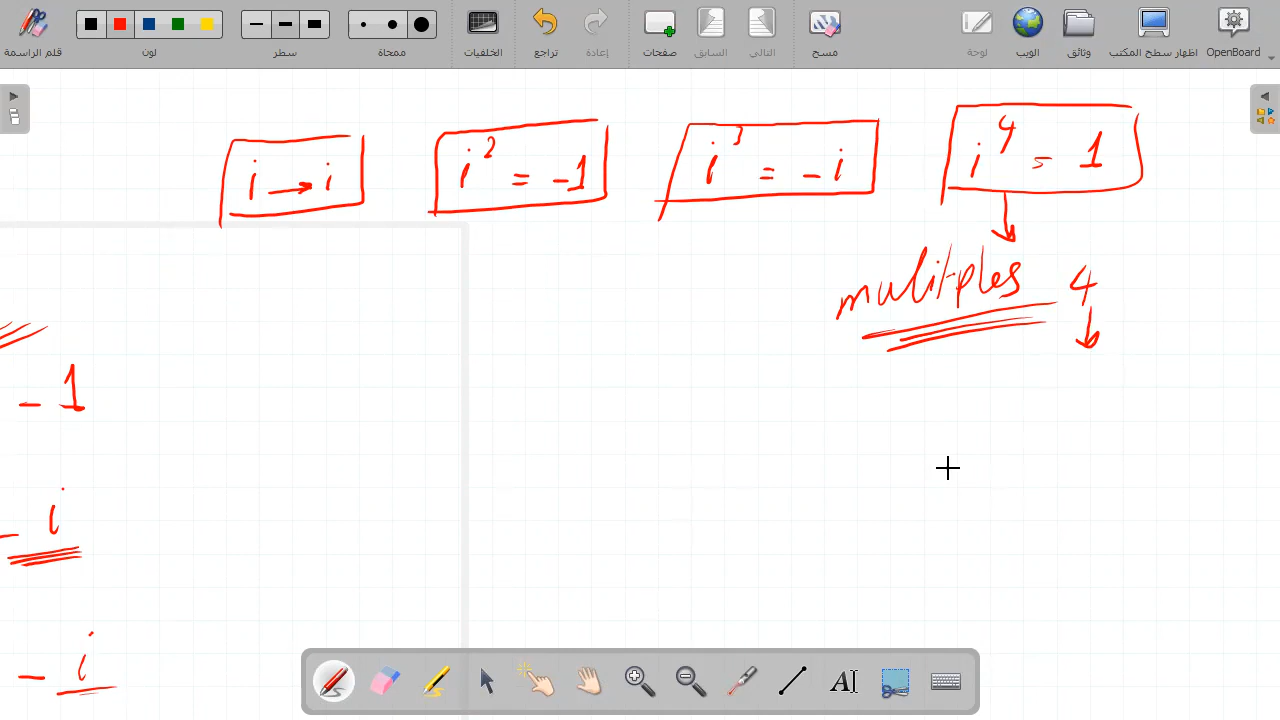 قلم الراسمة
لون
سطر
ممحاة
الخلفيات
تراجع
إعادة
صفحات
السابق
التالي
مسح
لوحة
الويب
وثائق
اظهار سطح المكتب
OpenBoard
i → i
i² = -1
i³ = -i
i⁴ = 1
mulitples 4
- 1
- i
- i
A